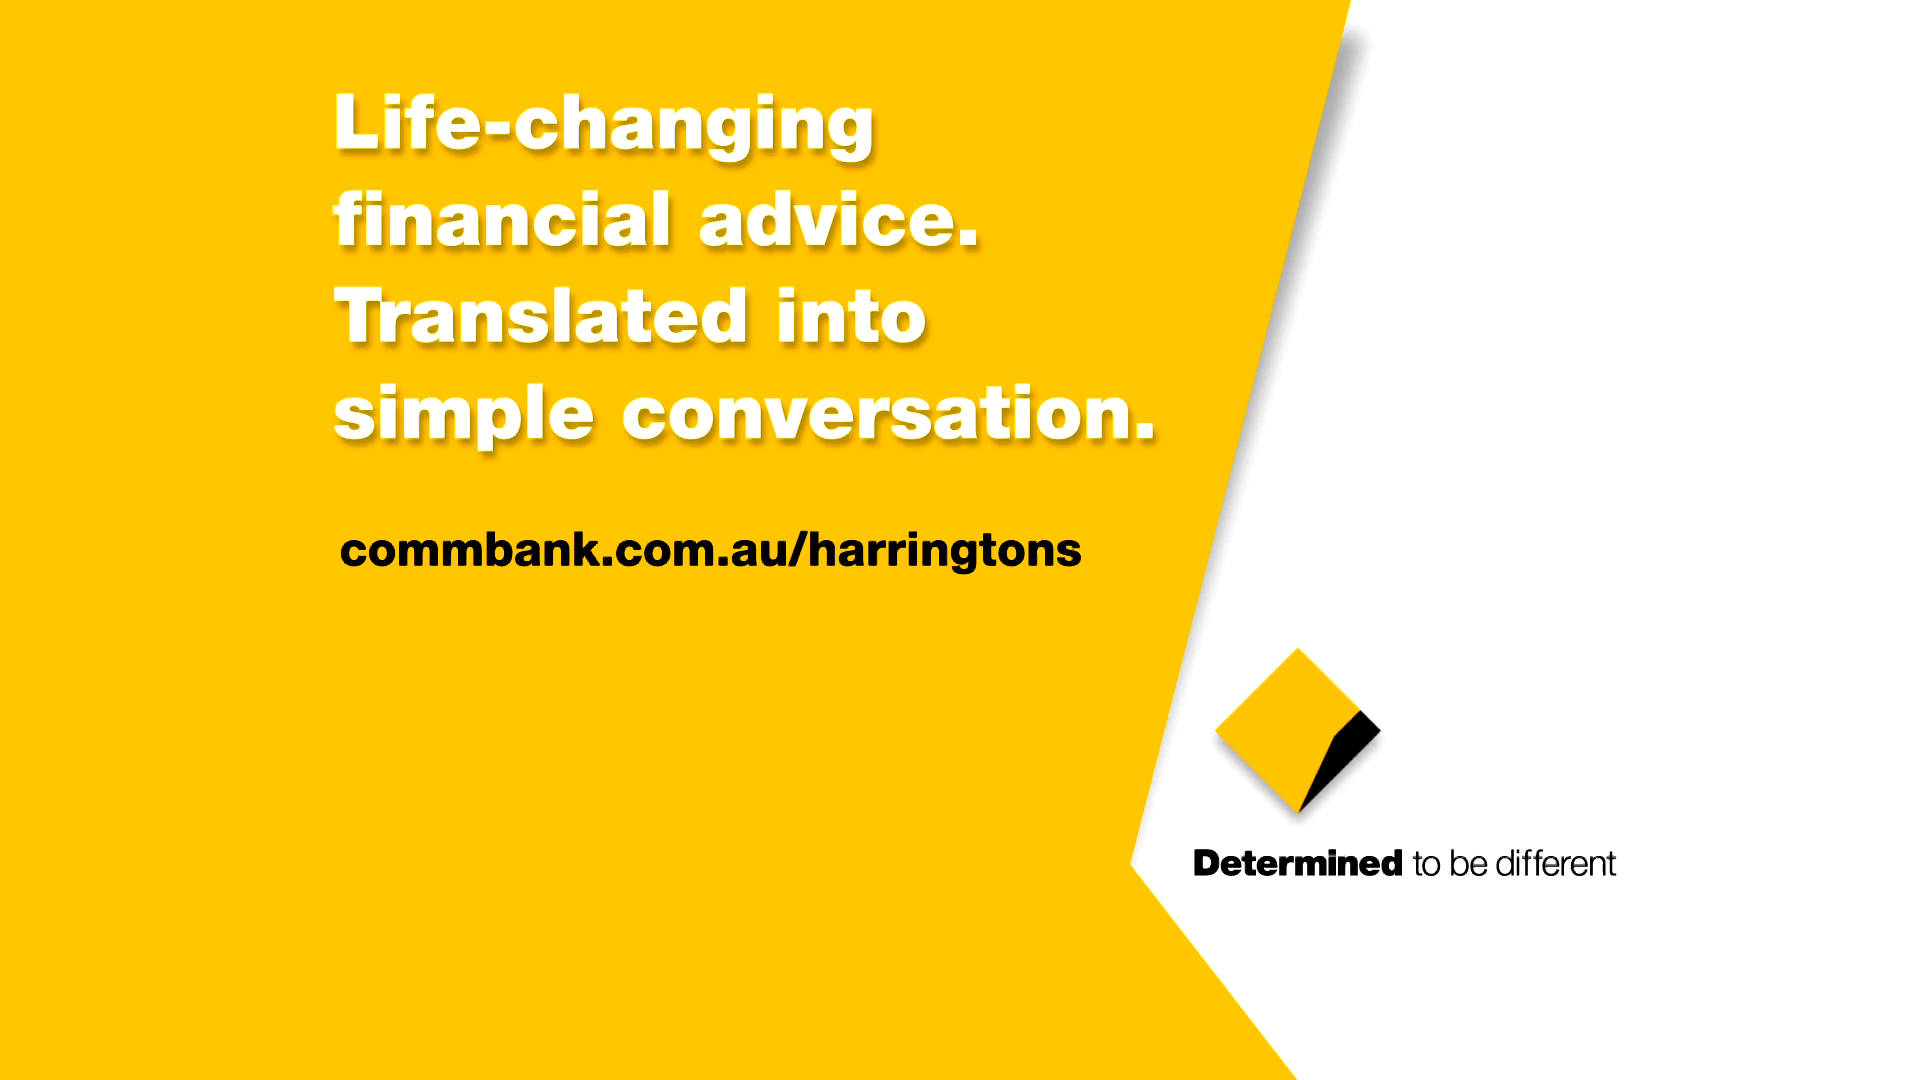 Life-changing
financial advice.
Translated into
simple conversation.
commbank.com.au/harringtons
Determined to be different